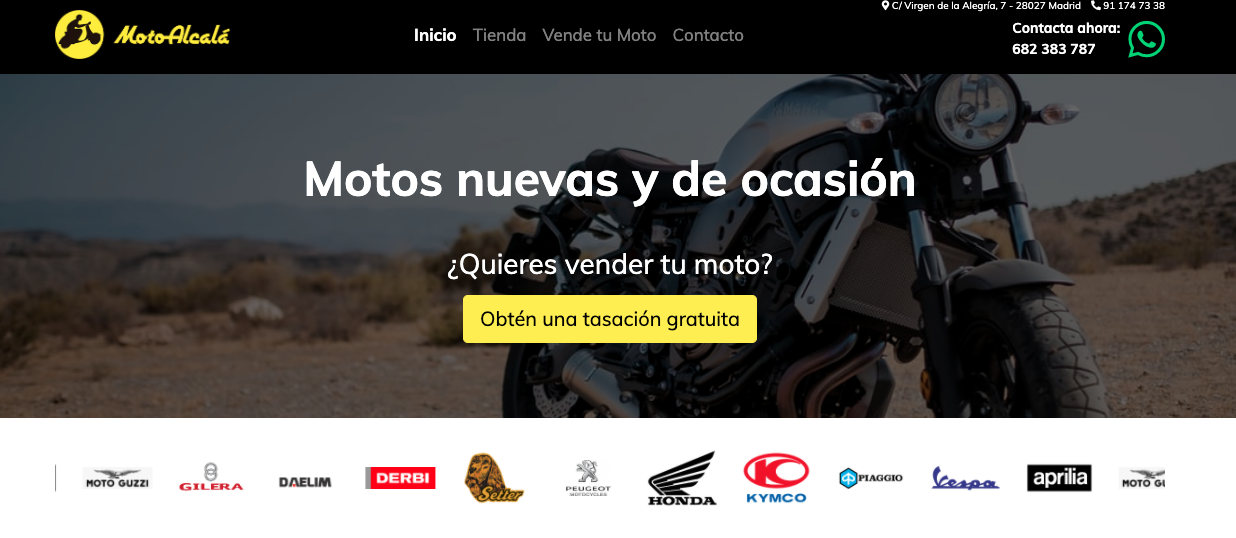 C/ Virgen de la Alegría, 7 - 28027 Madrid 91 174 73 38
MotoAlcalá
Inicio Tienda Vende tu Moto Contacto
Contacta ahora:
682 383 787
YAMAHA
Motos nuevas y de ocasión
¿Quieres vender tu moto?
Obtén una tasación gratuita
MOTO GUZZI
GILERA
DAELIM
DERBI
Setter
PEUGEOT
MOTOCYCLES
HONDA
KYMCO
PIAGGIO
Vespa
aprilia
MOTO GU